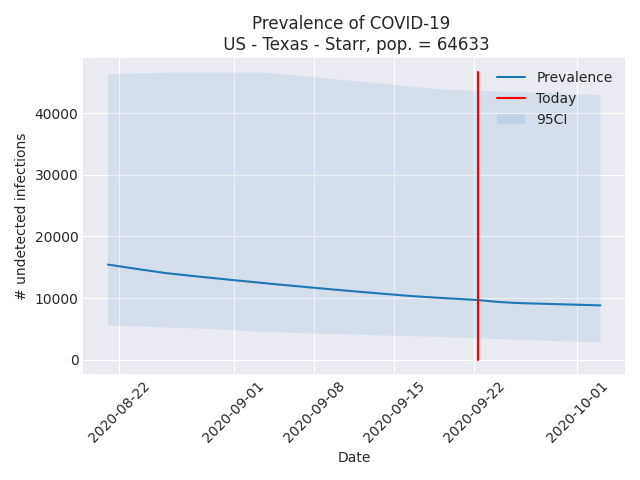 Prevalence of COVID-19
US - Texas - Starr, pop. = 64633
# undetected infections
40000
30000
20000
10000
0
Prevalence
Today
95CI
2020-08-22
2020-09-01
2020-09-08
2020-09-15
2020-09-22
2020-10-01
Date